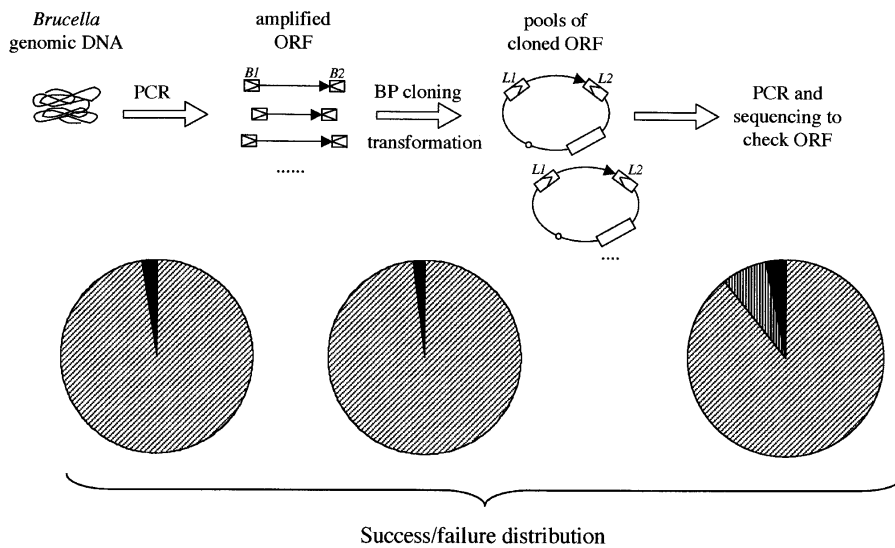 Brucella
genomic DNA
PCR
amplified
ORF
B1 B2
......
BP cloning
transformation
pools of
cloned ORF
L1 L2
L1 L2
....
PCR and
sequencing to
check ORF
Success/failure distribution